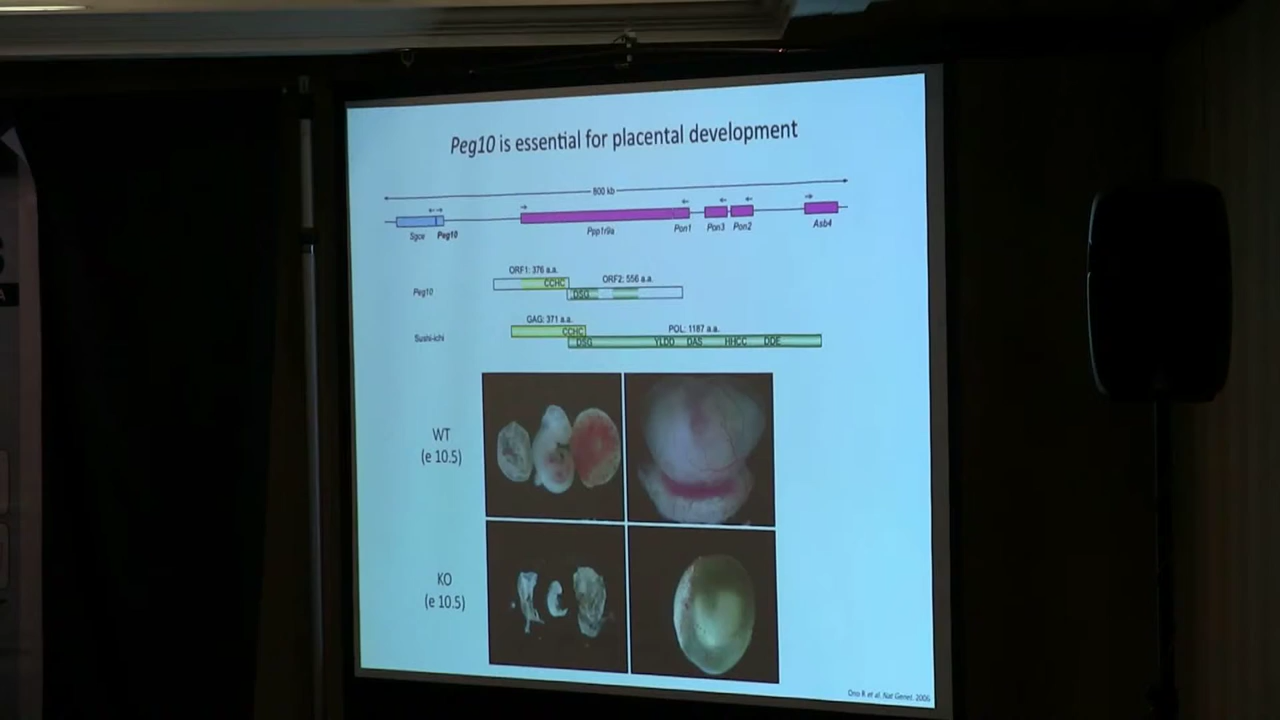 Peg10 is essential for placental development
800 kb
Sgce Peg10 Ppp1r9a Pon1 Pon3 Pon2 Asb4
ORF1: 376 a.a.
ORF2: 556 a.a.
CCHC
Peg10
DSG
GAG: 371 a.a.
POL: 1187 a.a.
CCHC
Sushi-ichi
DSG YLDD DAS HHCC DDE
WT
(e 10.5)
KO
(e 10.5)
Ono R et al. Nat Genet. 2006